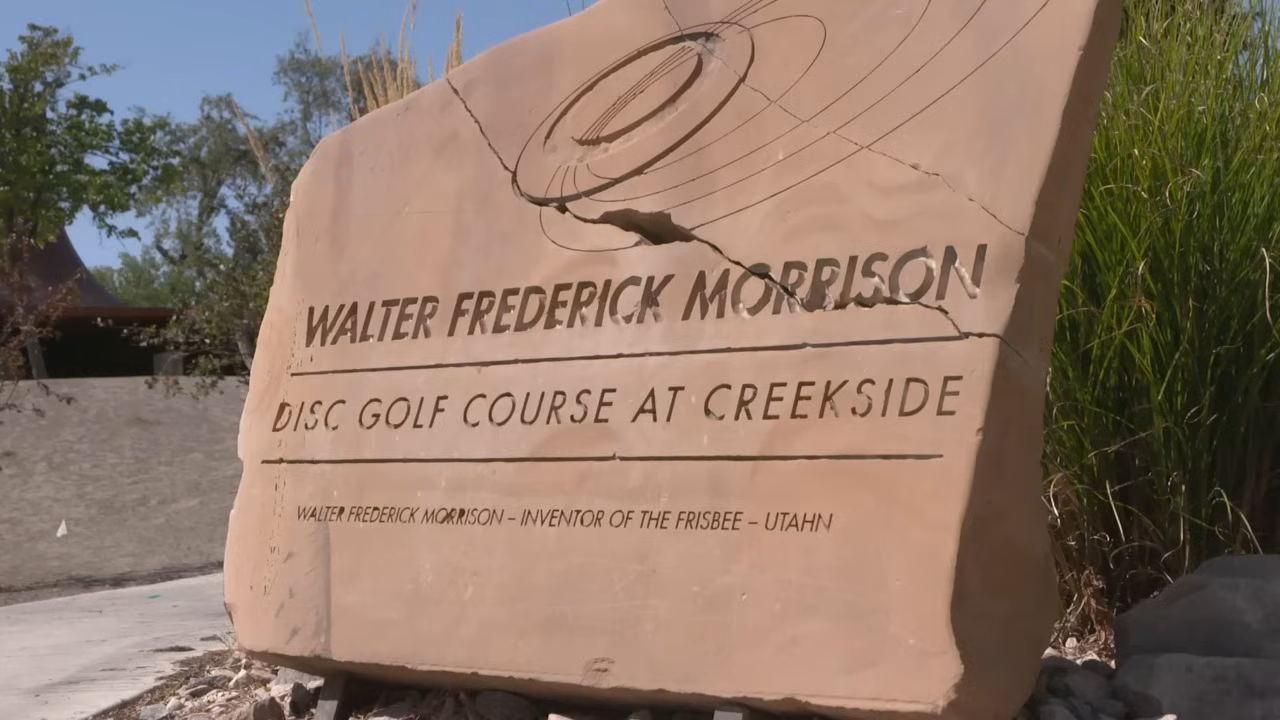 WALTER FREDERICK MORRISON
DISC GOLF COURSE AT CREEKSIDE
WALTER FREDERICK MORRISON – INVENTOR OF THE FRISBEE – UTAHN